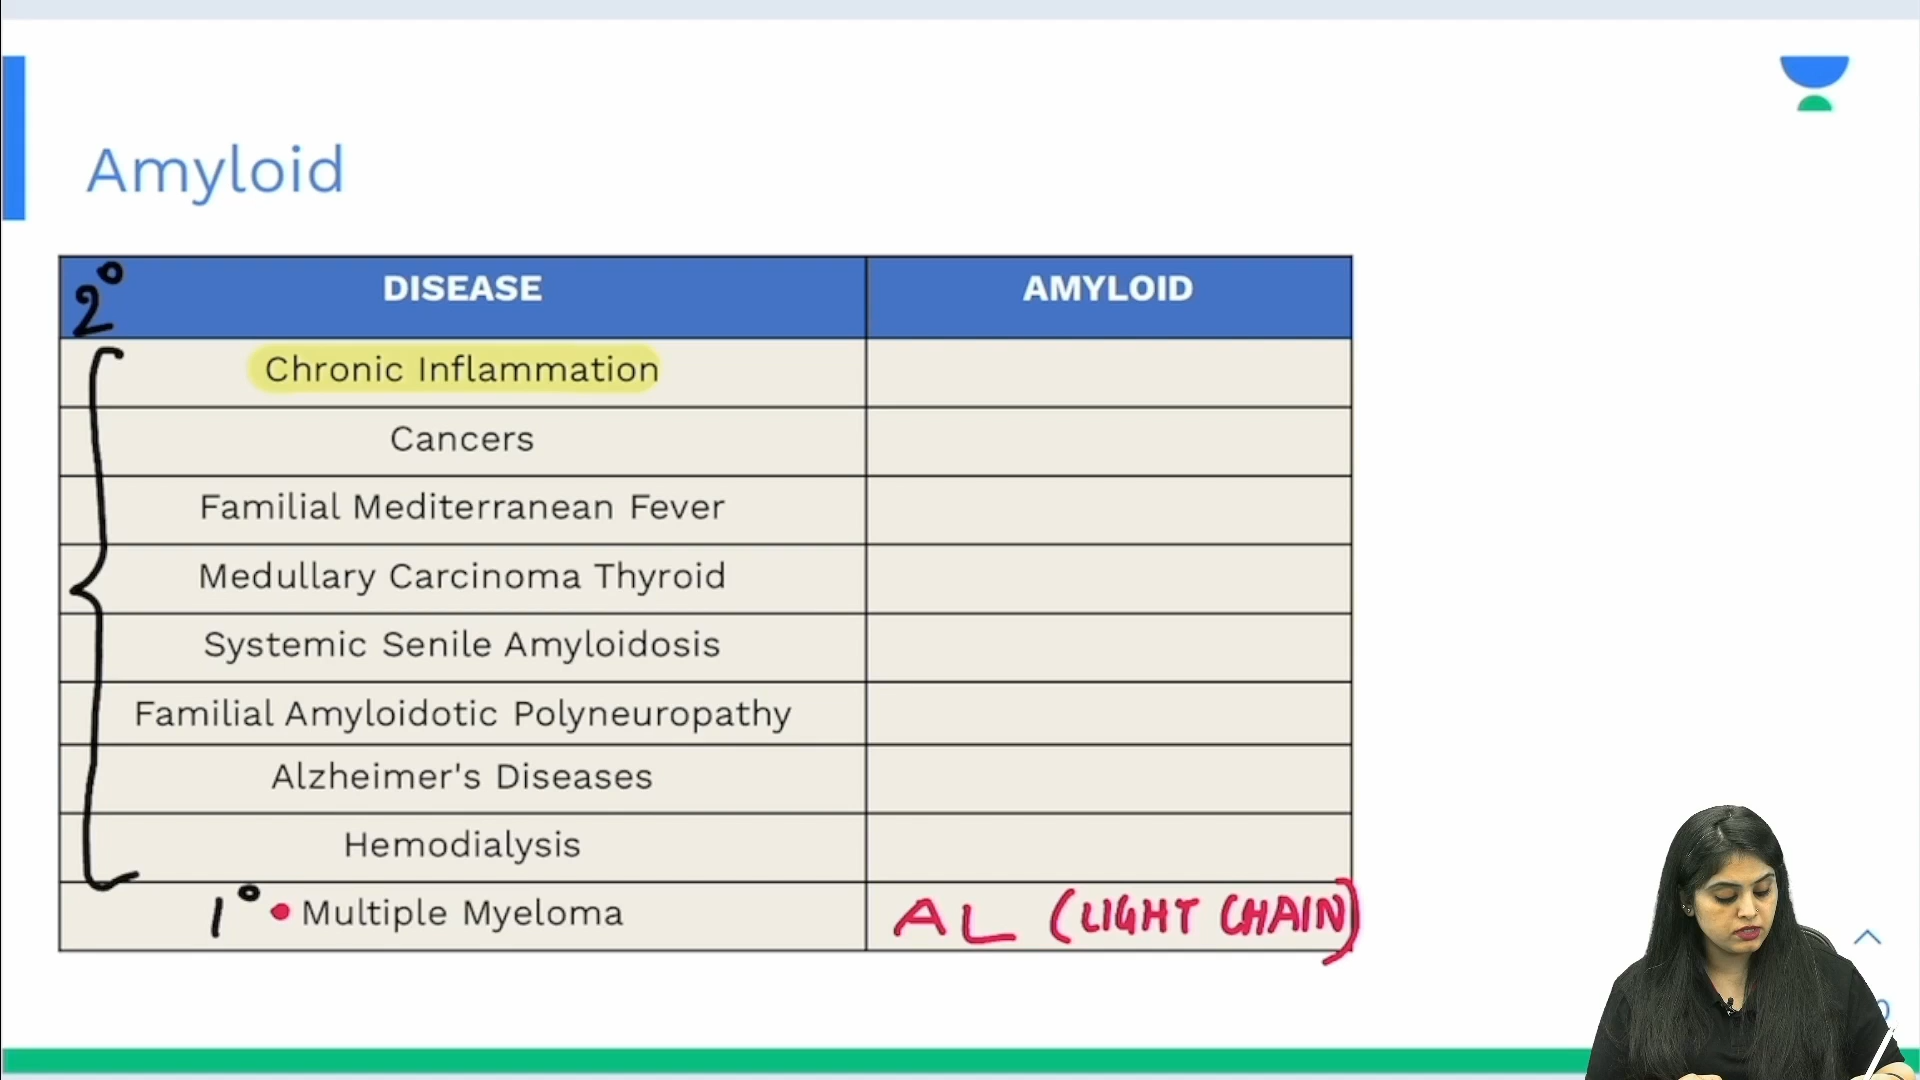 Amyloid
2° DISEASE AMYLOID
Chronic Inflammation
Cancers
Familial Mediterranean Fever
Medullary Carcinoma Thyroid
Systemic Senile Amyloidosis
Familial Amyloidotic Polyneuropathy
Alzheimer's Diseases
Hemodialysis
1° • Multiple Myeloma AL (LIGHT CHAIN)